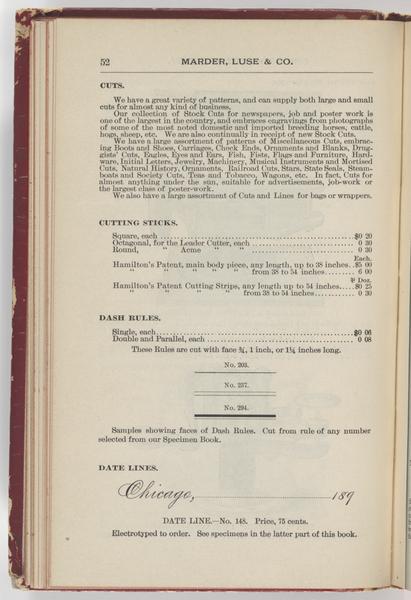 52 MARDER, LUSE & CO.
CUTS.
We have a great variety of patterns, and can supply both large and small
cuts for almost any kind of business.
Our collection of Stock Cuts for newspapers, job and poster work is
one of the largest in the country, and embraces engravings from photographs
of some of the most noted domestic and imported breeding horses, cattle,
hogs, sheep, etc. We are also continually in receipt of new Stock Cuts.
We have a large assortment of patterns of Miscellaneous Cuts, embrac-
ing Boots and Shoes, Carriages, Check Ends, Ornaments and Blanks, Drug-
gists' Cuts, Eagles, Eyes and Ears, Fish, Fists, Flags and Furniture, Hard-
ware, Initial Letters, Jewelry, Machinery, Musical Instruments and Mortised
Cuts, Natural History, Ornaments, Railroad Cuts, Stars, State Seals, Steam-
boats and Society Cuts, Teas and Tobacco, Wagons, etc. In fact, Cuts for
almost anything under the sun, suitable for advertisements, job-work or
the largest class of poster-work.
We also have a large assortment of Cuts and Lines for bags or wrappers.
CUTTING STICKS.
Square, each ........ $0 20
Octagonal, for the Leader Cutter, each ........ 0 30
Round, " Acme " " ........ 0 30
Each.
Hamilton's Patent, main body piece, any length, up to 38 inches.. $5 00
" " " " " from 38 to 54 inches ........ 6 00
℔ Doz.
Hamilton's Patent Cutting Strips, any length up to 54 inches ..... $0 25
" " " " from 38 to 54 inches ........ 0 30
DASH RULES.
Single, each ........ $0 06
Double and Parallel, each ........ 0 08
These Rules are cut with face ¾, 1 inch, or 1¼ inches long.
No. 203.
No. 237.
No. 294.
Samples showing faces of Dash Rules. Cut from rule of any number
selected from our Specimen Book.
DATE LINES.
Chicago, ........ 189
DATE LINE.—No. 148. Price, 75 cents.
Electrotyped to order. See specimens in the latter part of this book.